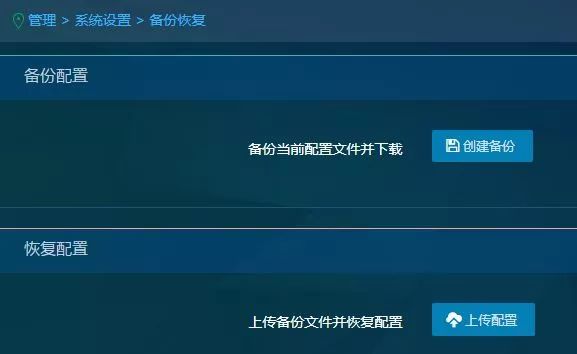 管理 > 系统设置 > 备份恢复
备份配置
备份当前配置文件并下载 创建备份
恢复配置
上传备份文件并恢复配置 上传配置